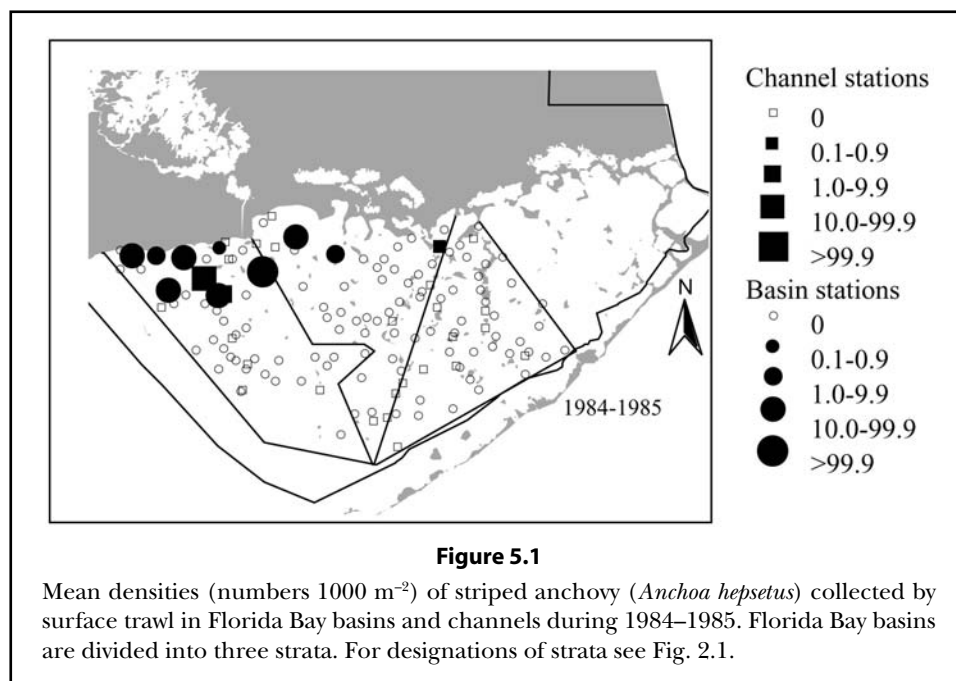 Channel stations
0
0.1-0.9
1.0-9.9
10.0-99.9
>99.9
Basin stations
0
0.1-0.9
1.0-9.9
10.0-99.9
>99.9
N
1984-1985
Figure 5.1
Mean densities (numbers 1000 m⁻²) of striped anchovy (Anchoa hepsetus) collected by
surface trawl in Florida Bay basins and channels during 1984–1985. Florida Bay basins
are divided into three strata. For designations of strata see Fig. 2.1.